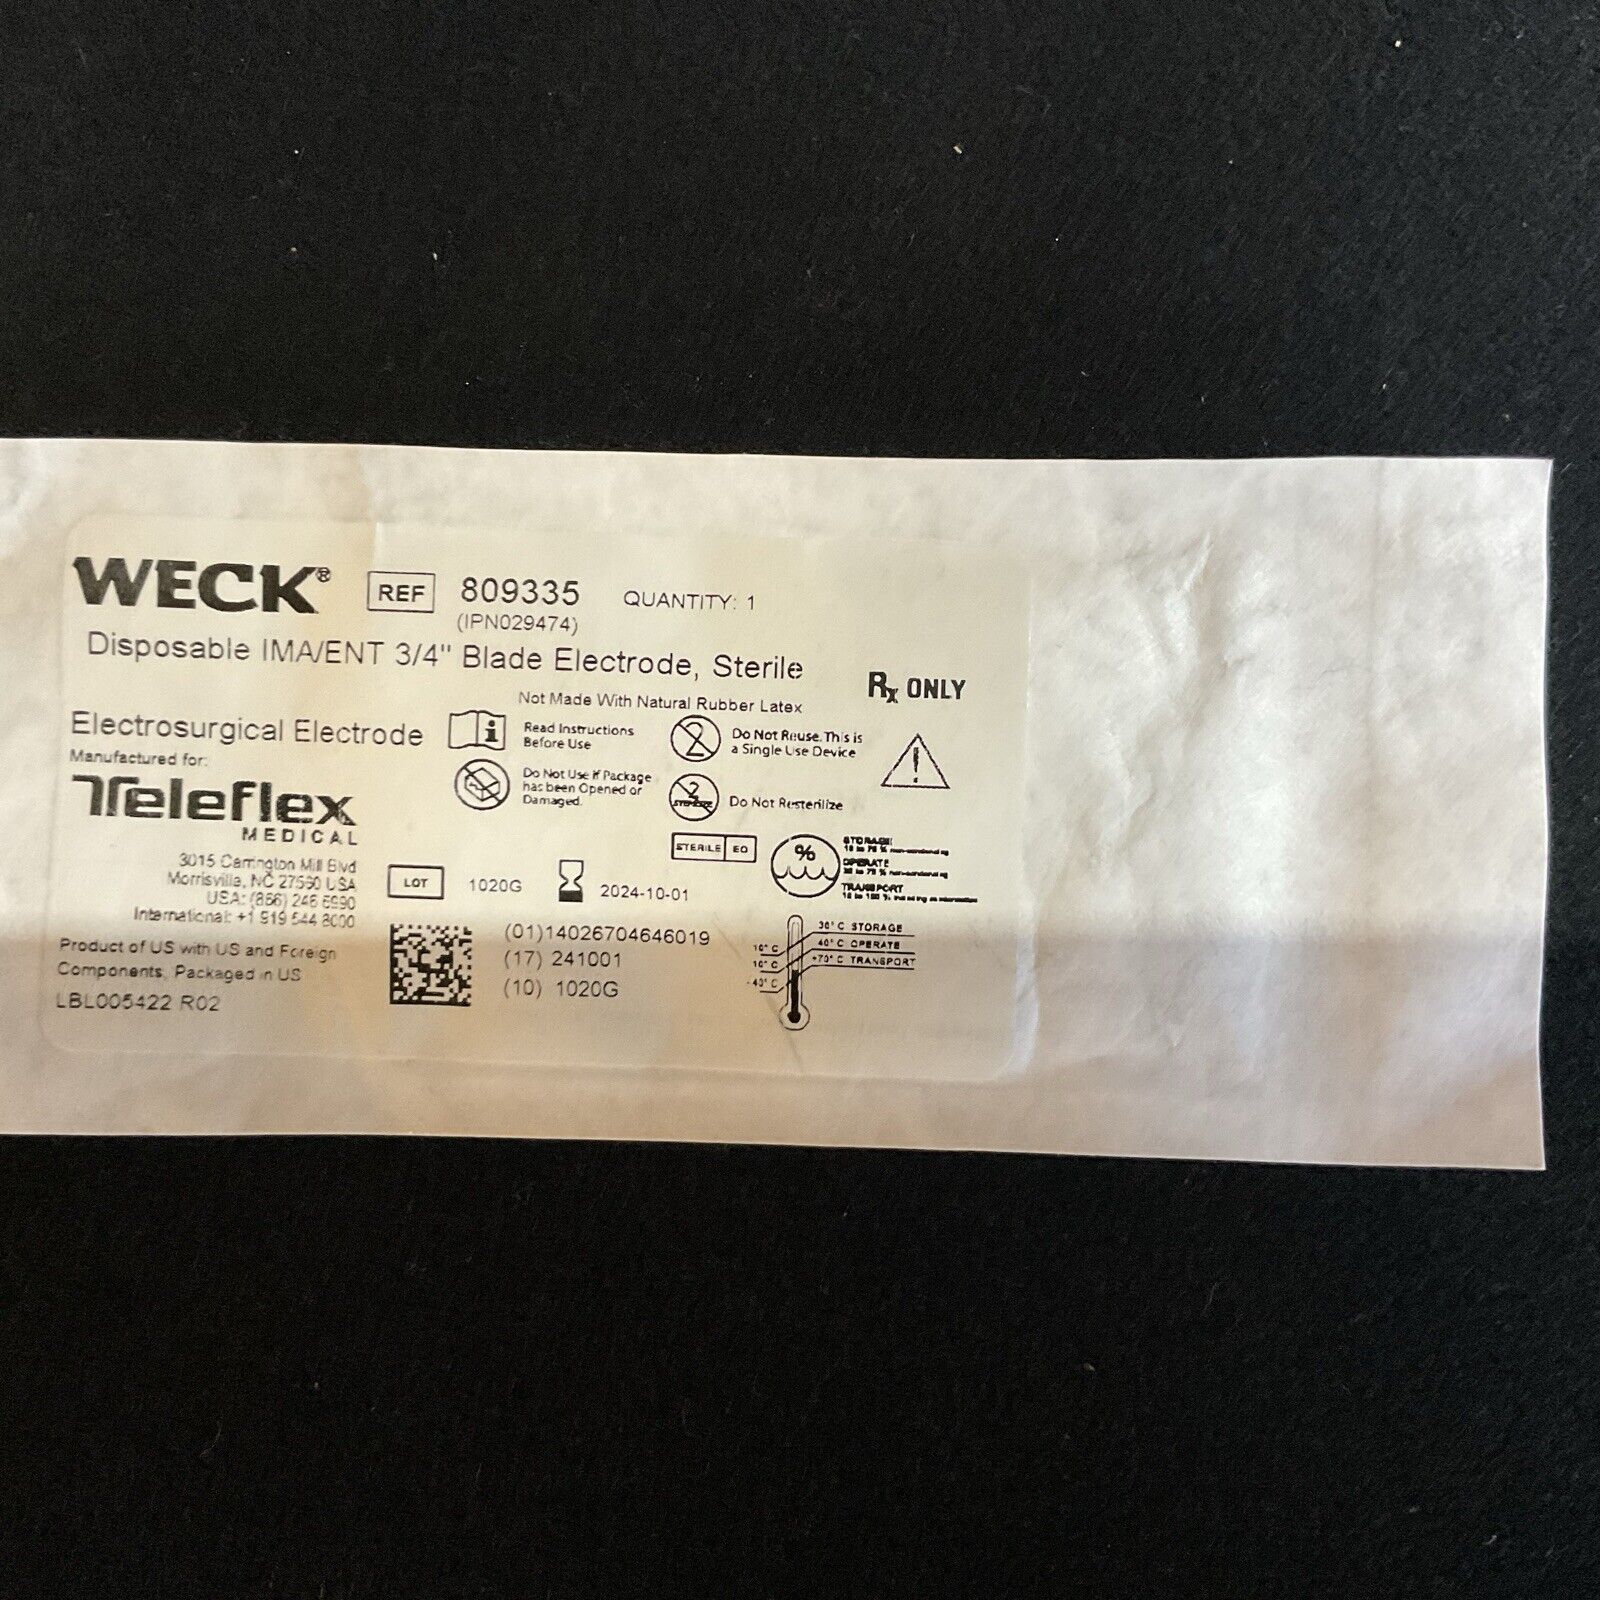 WECK®
REF 809335 QUANTITY: 1
(IPN029474)
Disposable IMA/ENT 3/4" Blade Electrode, Sterile
Rx ONLY
Not Made With Natural Rubber Latex
Electrosurgical Electrode
Read Instructions
Before Use
2
Do Not Reuse. This is
a Single Use Device
Do Not Use if Package
has been Opened or
Damaged.
2
Do Not Resterilize
Manufactured for:
Teleflex
MEDICAL
3015 Carrington Mill Blvd
Morrisville, NC 27560 USA
USA: (866) 246 6990
International: +1 919 544 8000
STERILE EO
%
STORAGE:
OPERATE
TRANSPORT
LOT 1020G 2024-10-01
(01)14026704646019
(17) 241001
(10) 1020G
10° C 30° C STORAGE
10° C 40° C OPERATE
-40° C +70° C TRANSPORT
Product of US with US and Foreign
Components, Packaged in US
LBL005422 R02